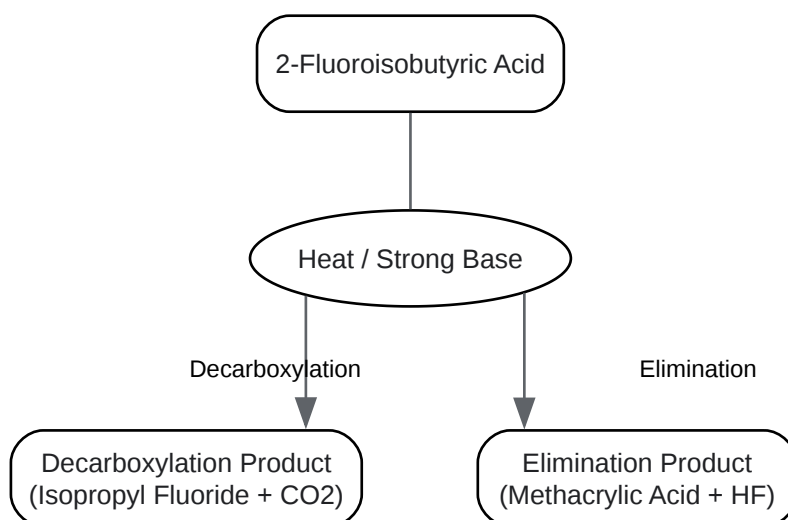 2-Fluoroisobutyric Acid
Heat / Strong Base
Decarboxylation
Elimination
Decarboxylation Product
(Isopropyl Fluoride + CO2)
Elimination Product
(Methacrylic Acid + HF)